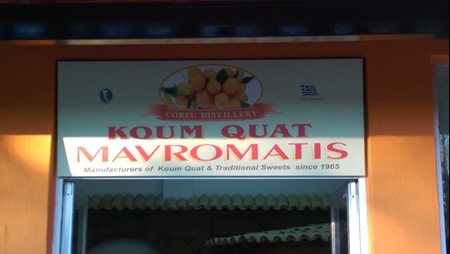 CORFU DISTILLERY
KOUM QUAT
MAVROMATIS
Manufacturers of Koum Quat & Traditional Sweets since 1965